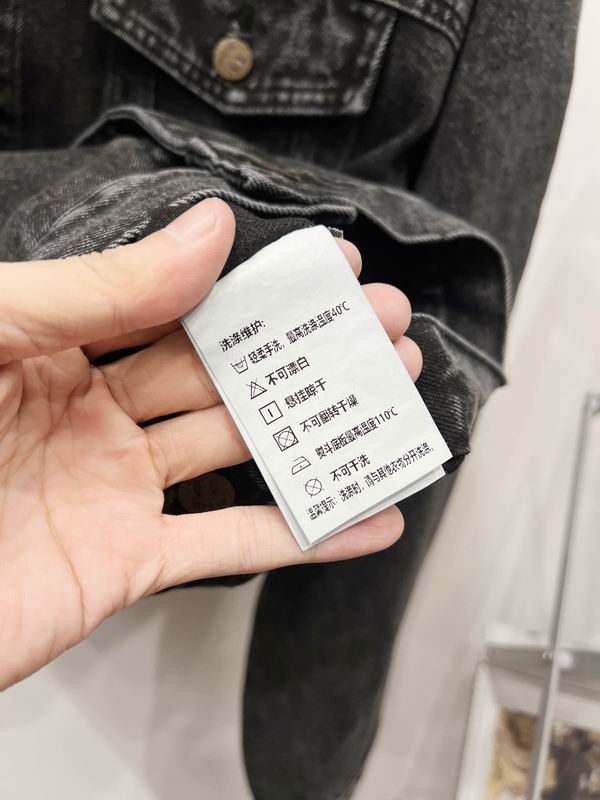 洗涤维护:
轻柔手洗，最高洗涤温度40℃
不可漂白
悬挂晾干
不可翻转干燥
熨斗底板最高温度110℃
不可干洗
温馨提示：洗涤时，请与其他衣物分开洗涤。